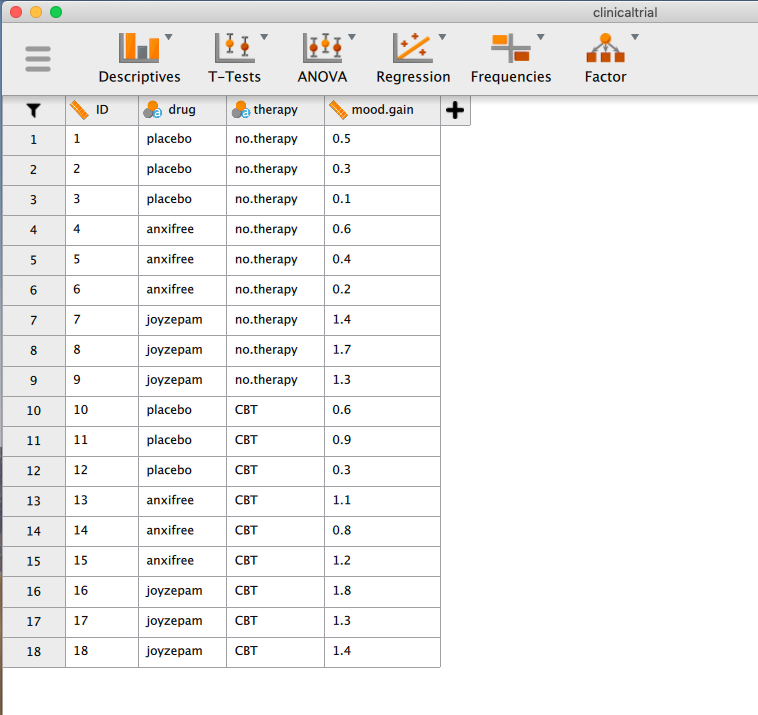 clinicaltrial
Descriptives T-Tests ANOVA Regression Frequencies Factor
ID a drug a therapy mood.gain
1 1 placebo no.therapy 0.5
2 2 placebo no.therapy 0.3
3 3 placebo no.therapy 0.1
4 4 anxifree no.therapy 0.6
5 5 anxifree no.therapy 0.4
6 6 anxifree no.therapy 0.2
7 7 joyzepam no.therapy 1.4
8 8 joyzepam no.therapy 1.7
9 9 joyzepam no.therapy 1.3
10 10 placebo CBT 0.6
11 11 placebo CBT 0.9
12 12 placebo CBT 0.3
13 13 anxifree CBT 1.1
14 14 anxifree CBT 0.8
15 15 anxifree CBT 1.2
16 16 joyzepam CBT 1.8
17 17 joyzepam CBT 1.3
18 18 joyzepam CBT 1.4